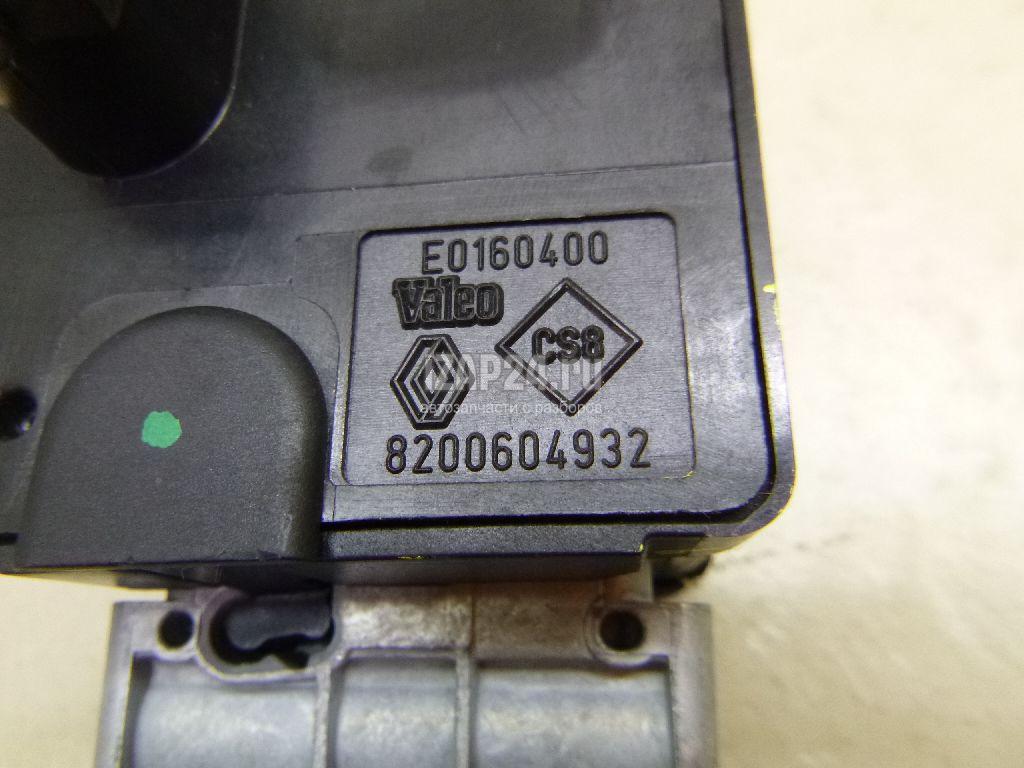 E0160400
Valeo
CS8
ZAP24.RU
автозапчасти с разборов
8200604932